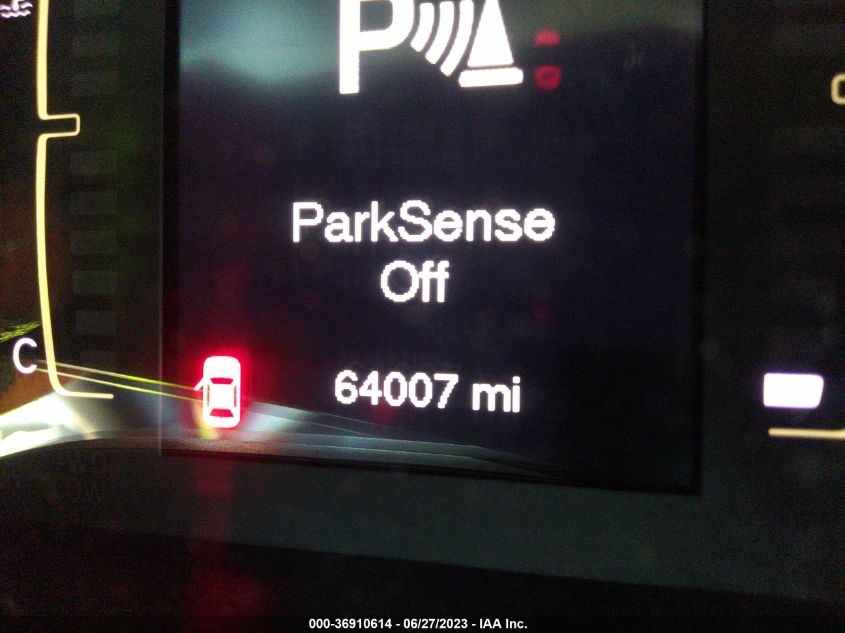 P
ParkSense
Off
C
64007 mi
000-36910614 - 06/27/2023 - IAA Inc.